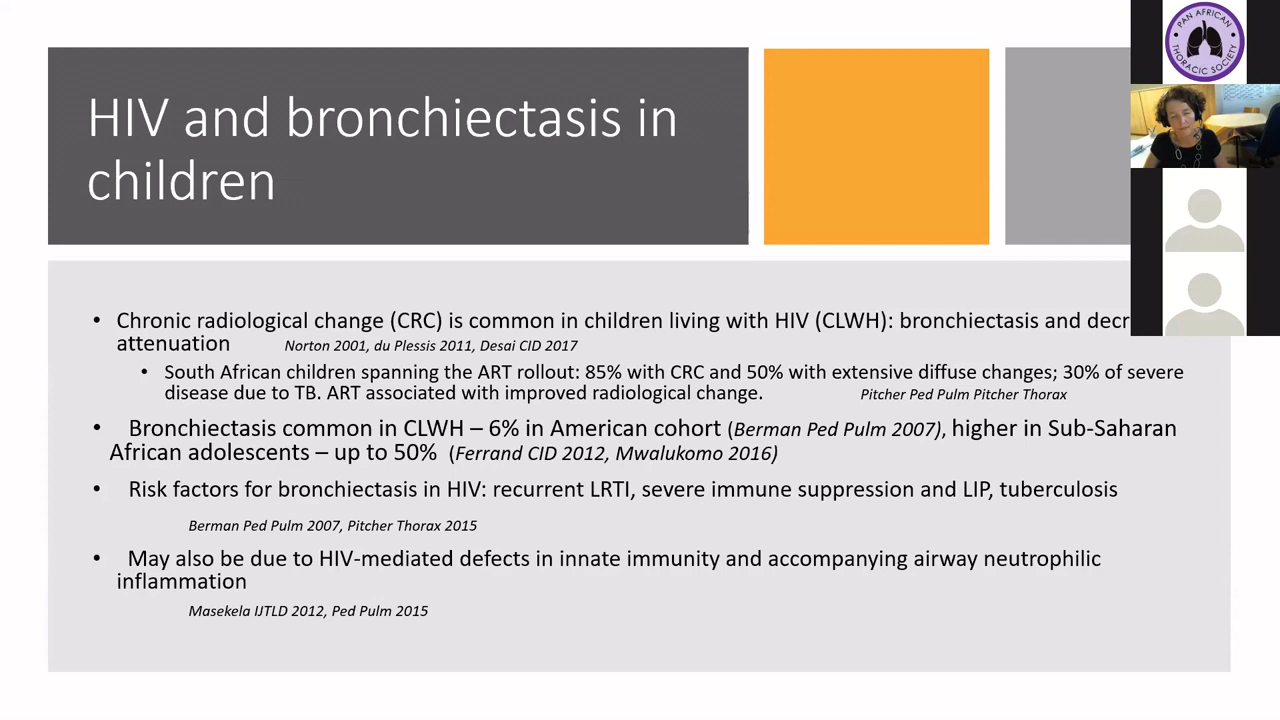 HIV and bronchiectasis in
children
PAN AFRICAN
THORACIC SOCIETY
• Chronic radiological change (CRC) is common in children living with HIV (CLWH): bronchiectasis and decr
attenuation Norton 2001, du Plessis 2011, Desai CID 2017
• South African children spanning the ART rollout: 85% with CRC and 50% with extensive diffuse changes; 30% of severe
disease due to TB. ART associated with improved radiological change. Pitcher Ped Pulm Pitcher Thorax
• Bronchiectasis common in CLWH – 6% in American cohort (Berman Ped Pulm 2007), higher in Sub-Saharan
African adolescents – up to 50% (Ferrand CID 2012, Mwalukomo 2016)
• Risk factors for bronchiectasis in HIV: recurrent LRTI, severe immune suppression and LIP, tuberculosis
Berman Ped Pulm 2007, Pitcher Thorax 2015
• May also be due to HIV-mediated defects in innate immunity and accompanying airway neutrophilic
inflammation
Masekela IJTLD 2012, Ped Pulm 2015